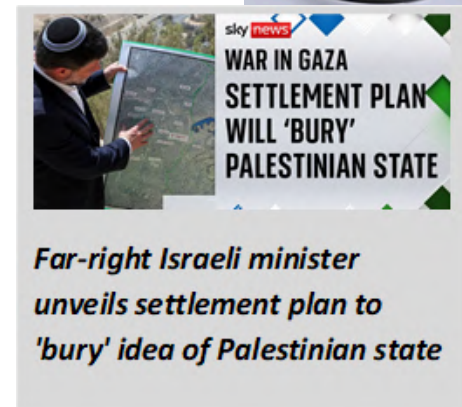 sky news
WAR IN GAZA
SETTLEMENT PLAN
WILL ‘BURY’
PALESTINIAN STATE
Far-right Israeli minister
unveils settlement plan to
'bury' idea of Palestinian state